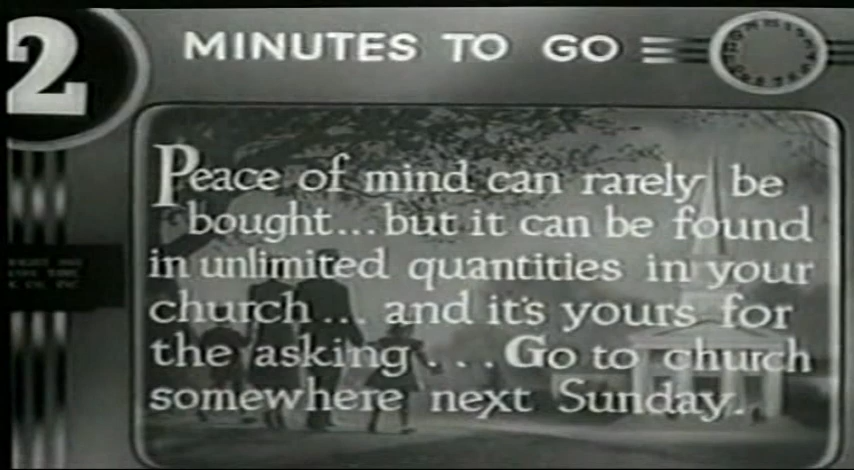 2
MINUTES TO GO
Peace of mind can rarely be
bought...but it can be found
in unlimited quantities in your
church... and it's yours for
the asking.... Go to church
somewhere next Sunday.